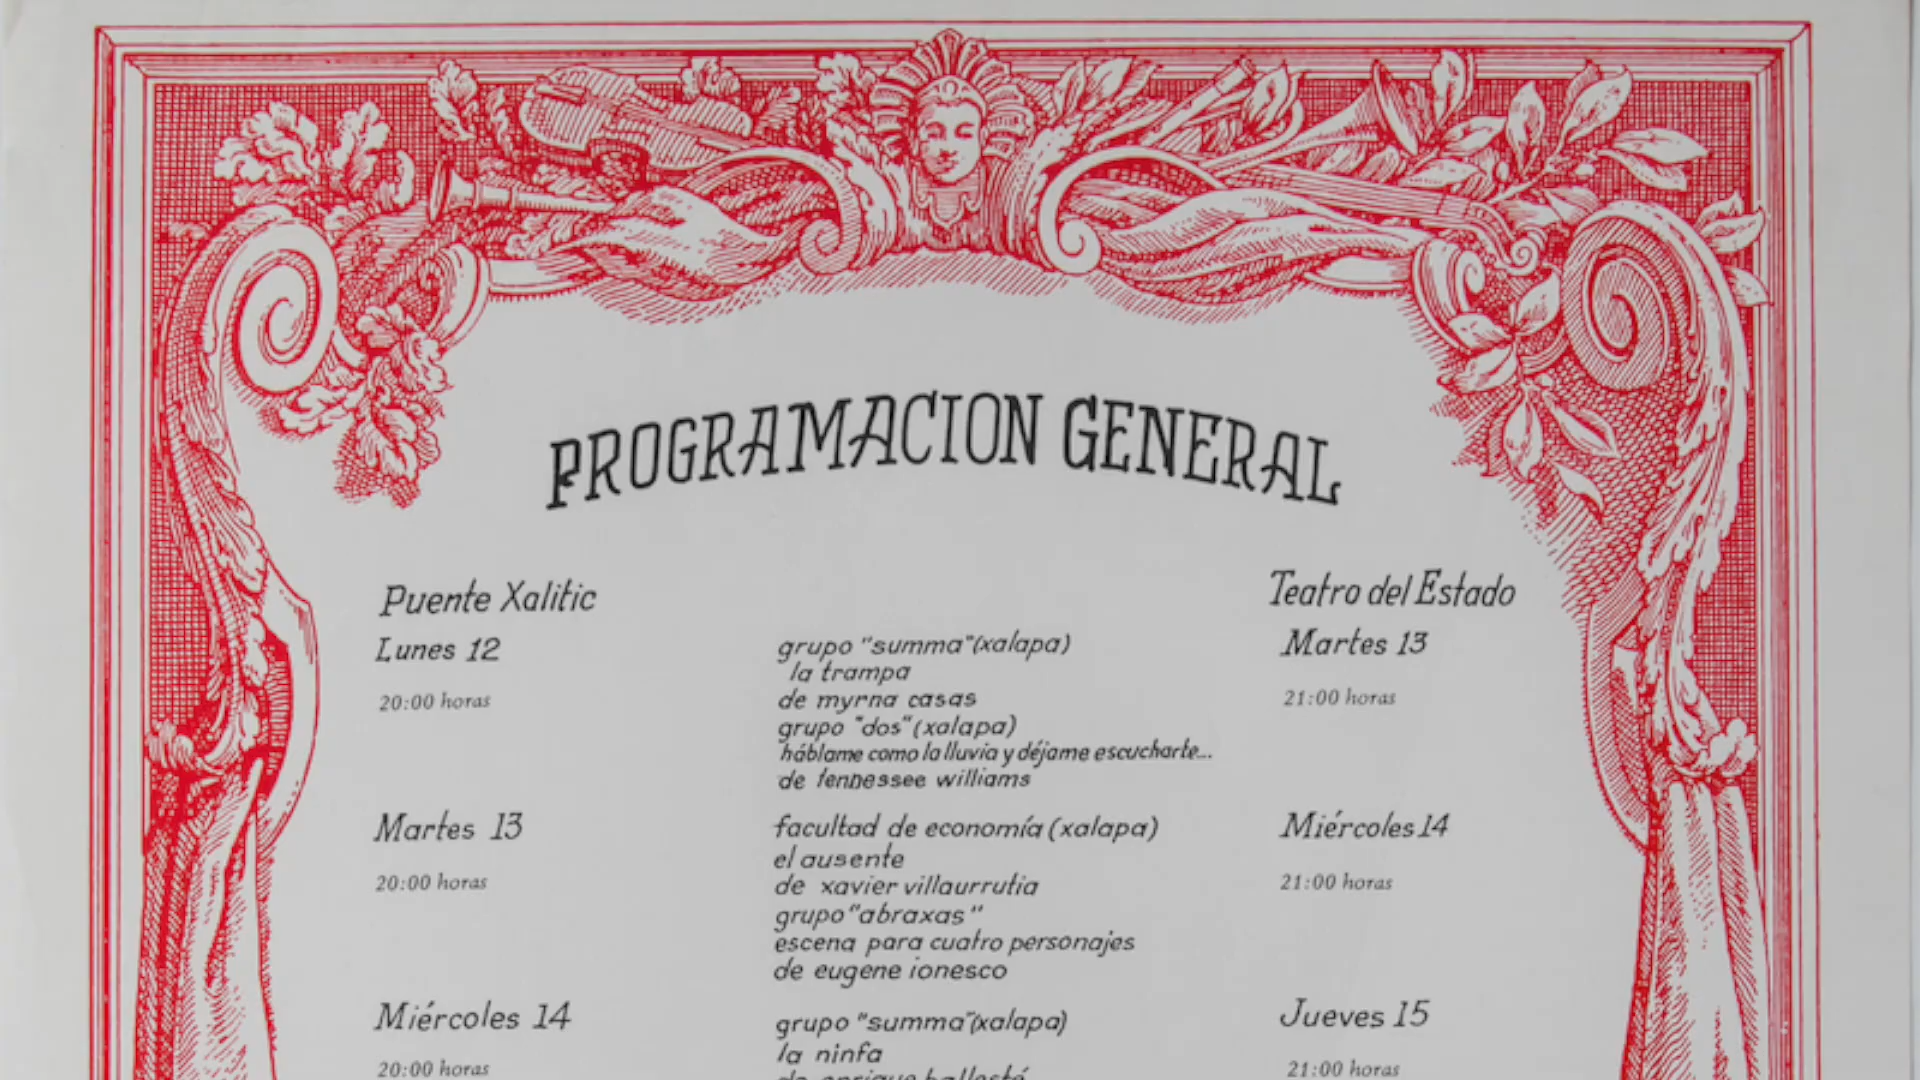 PROGRAMACION GENERAL
Puente Xalitic
Lunes 12
20:00 horas
grupo "summa"(xalapa)
la trampa
de myrna casas
grupo "dos"(xalapa)
háblame como la lluvia y déjame escucharte...
de tennessee williams
Martes 13
20:00 horas
facultad de economía (xalapa)
el ausente
de xavier villaurrutia
grupo "abraxas"
escena para cuatro personajes
de eugene ionesco
Miércoles 14
20:00 horas
grupo "summa"(xalapa)
la ninfa
de enrique ballesté
Teatro del Estado
Martes 13
21:00 horas
Miércoles 14
21:00 horas
Jueves 15
21:00 horas